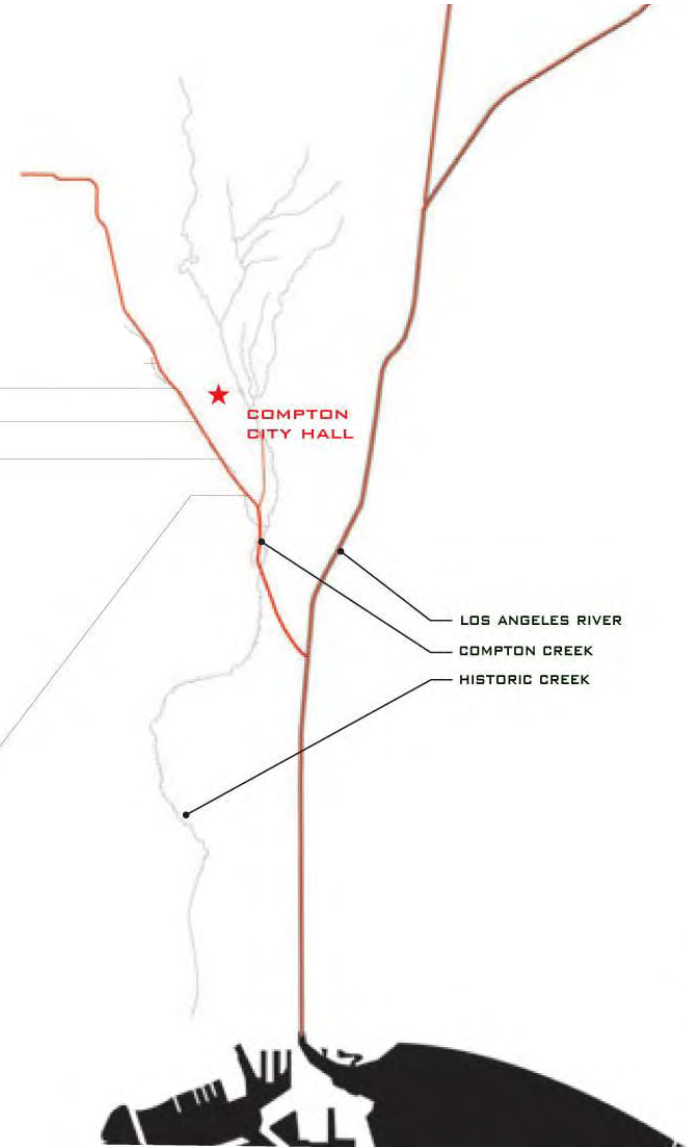 COMPTON
CITY HALL
LOS ANGELES RIVER
COMPTON CREEK
HISTORIC CREEK